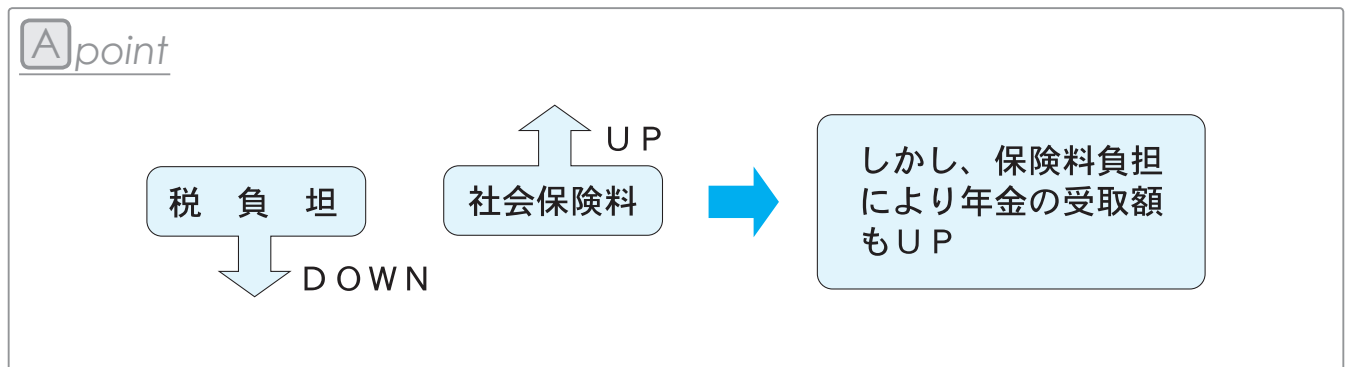 A point
UP
税 負 担
社会保険料
DOWN
しかし、保険料負担
により年金の受取額
もUP